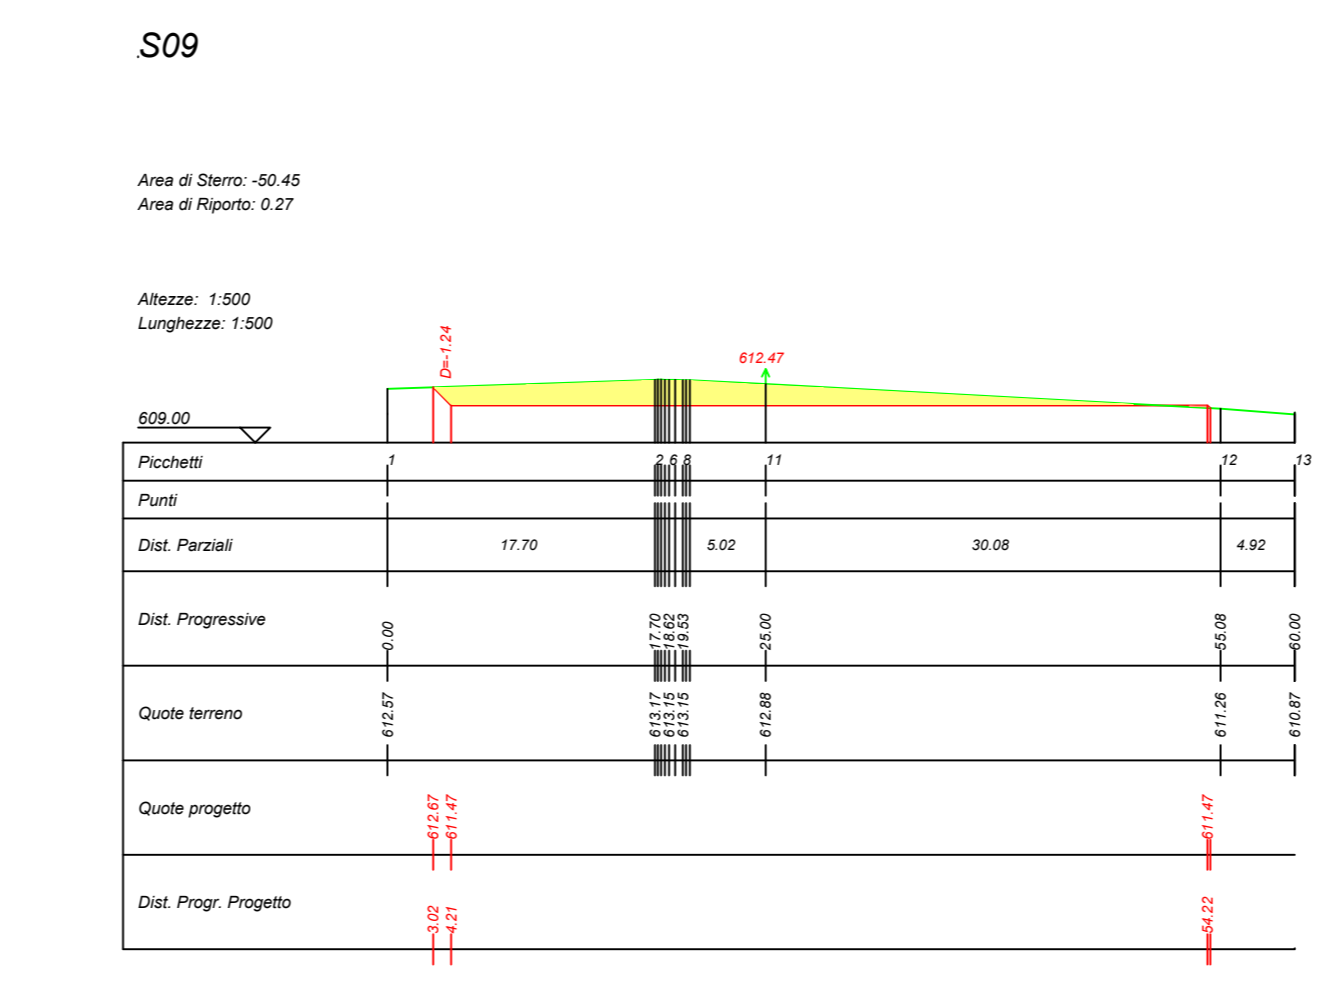 .S09
Area di Sterro: -50.45
Area di Riporto: 0.27
Altezze: 1:500
Lunghezze: 1:500
D=-1.24
612.47
609.00
Picchetti 1 2 6 8 11 12 13
Punti
Dist. Parziali 17.70 5.02 30.08 4.92
Dist. Progressive 0.00 17.70 18.62 19.53 25.00 55.08 60.00
Quote terreno 612.57 613.17 613.15 613.15 612.88 611.26 610.87
Quote progetto 612.67 611.47 611.47
Dist. Progr. Progetto 3.02 4.21 54.22